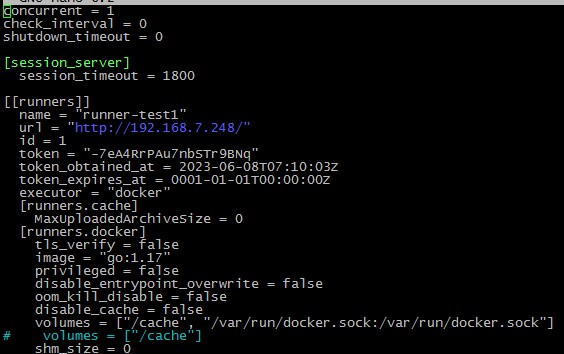 concurrent = 1
check_interval = 0
shutdown_timeout = 0
[session_server]
session_timeout = 1800
[[runners]]
name = "runner-test1"
url = "http://192.168.7.248/"
id = 1
token = "-7eA4RrPAu7nbSTr9BNq"
token_obtained_at = 2023-06-08T07:10:03Z
token_expires_at = 0001-01-01T00:00:00Z
executor = "docker"
[runners.cache]
MaxUploadedArchiveSize = 0
[runners.docker]
tls_verify = false
image = "go:1.17"
privileged = false
disable_entrypoint_overwrite = false
oom_kill_disable = false
disable_cache = false
volumes = ["/cache", "/var/run/docker.sock:/var/run/docker.sock"]
# volumes = ["/cache"]
shm_size = 0